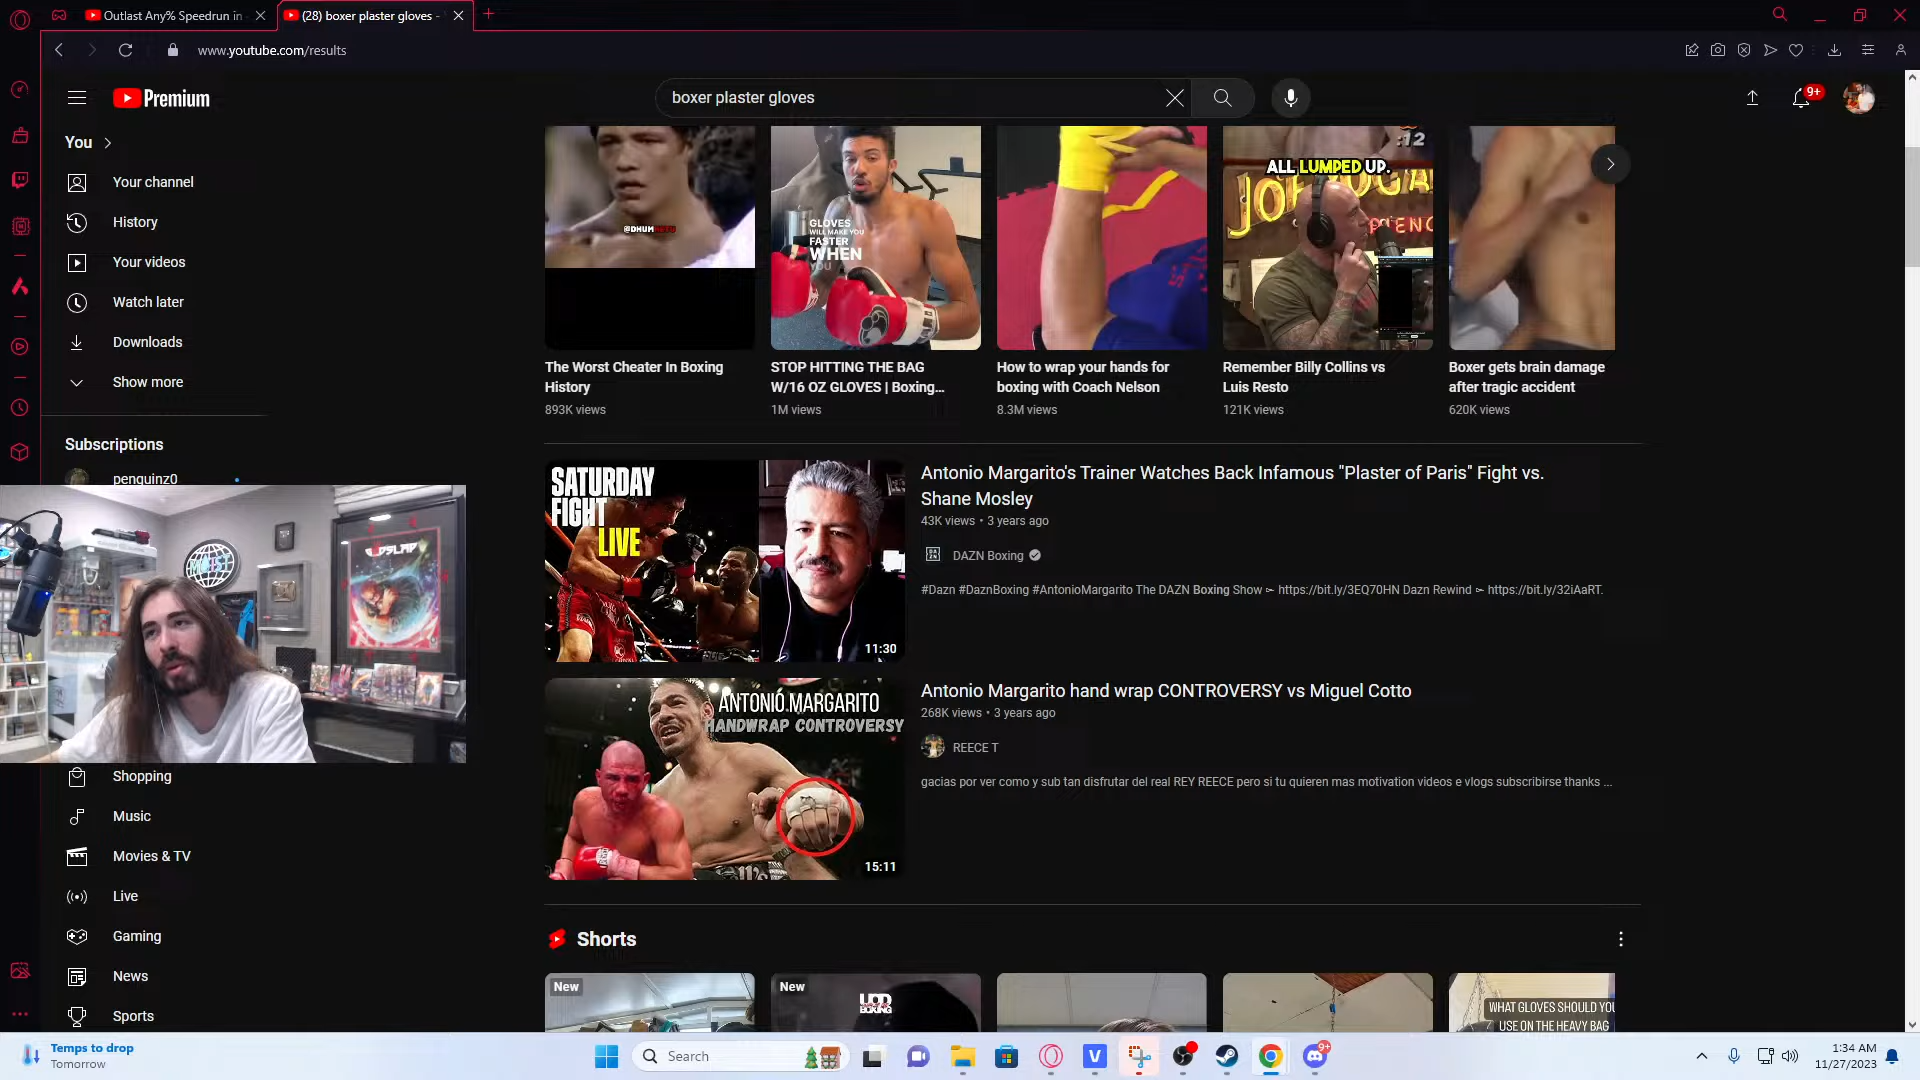 Outlast Any% Speedrun in
(28) boxer plaster gloves -
www.youtube.com/results
Premium
boxer plaster gloves
9+
You
Your channel
History
Your videos
Watch later
Downloads
Show more
Subscriptions
penguinz0
Shopping
Music
Movies & TV
Live
Gaming
News
Sports
GLOVES
WILL MAKE YOU
FASTER
WHEN
YOU
:12
ALL LUMPED UP.
The Worst Cheater In Boxing
History
893K views
STOP HITTING THE BAG
W/16 OZ GLOVES | Boxing...
1M views
How to wrap your hands for
boxing with Coach Nelson
8.3M views
Remember Billy Collins vs
Luis Resto
121K views
Boxer gets brain damage
after tragic accident
620K views
SATURDAY
FIGHT
LIVE
11:30
Antonio Margarito's Trainer Watches Back Infamous "Plaster of Paris" Fight vs.
Shane Mosley
43K views • 3 years ago
DAZN Boxing
#Dazn #DaznBoxing #AntonioMargarito The DAZN Boxing Show ➳ https://bit.ly/3EQ70HN Dazn Rewind ➳ https://bit.ly/32iAaRT.
ANTONIO MARGARITO
HANDWRAP CONTROVERSY
15:11
Antonio Margarito hand wrap CONTROVERSY vs Miguel Cotto
268K views • 3 years ago
REECE T
gacias por ver como y sub tan disfrutar del real REY REECE pero si tu quieren mas motivation videos e vlogs subscribirse thanks ...
MOIST
Shorts
New
New
BOXING
WHAT GLOVES SHOULD YOU
USE ON THE HEAVY BAG
Temps to drop
Tomorrow
Search
9+
1:34 AM
11/27/2023